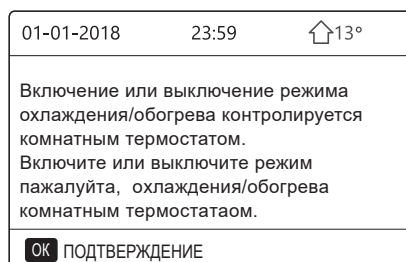 01-01-2018 23:59 13°
Включение или выключение режима
охлаждения/обогрева контролируется
комнатным термостатом.
Включите или выключите режим
пажалуйта, охлаждения/обогрева
комнатным термостатаом.
ОК ПОДТВЕРЖДЕНИЕ